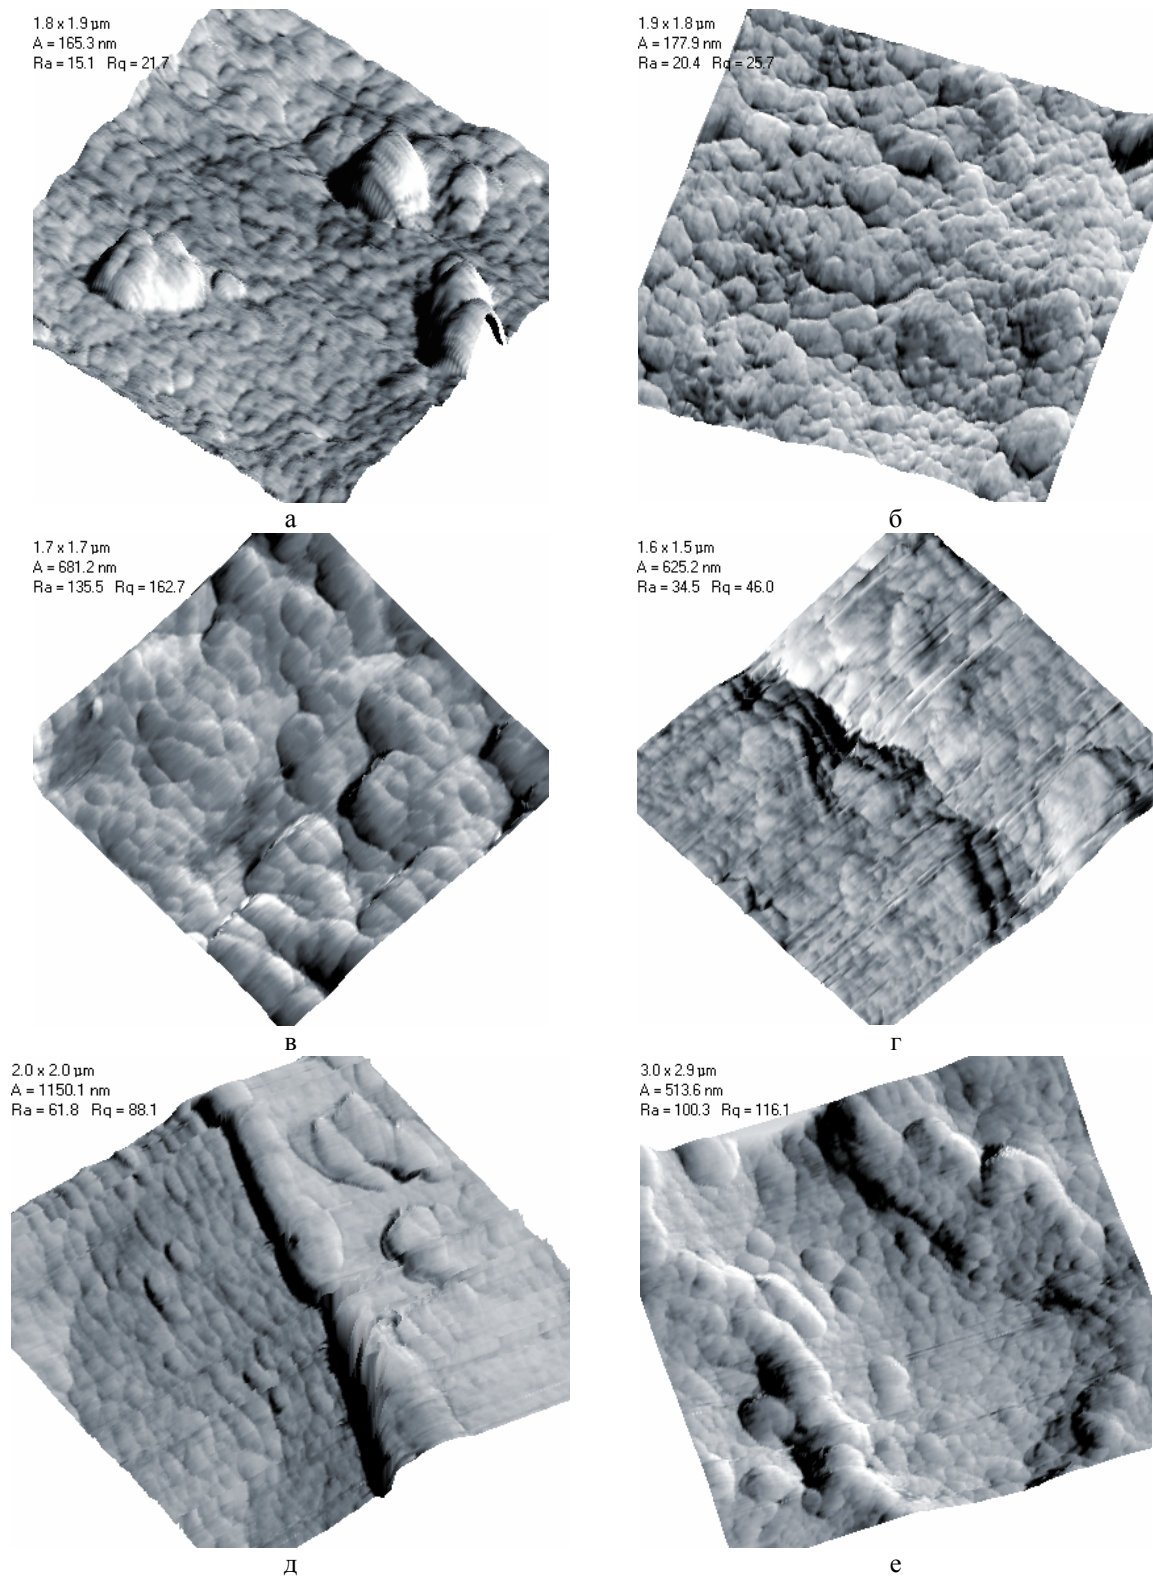 1.8 x 1.9 µm
A = 165.3 nm
Ra = 15.1 Rq = 21.7
а
1.9 x 1.8 µm
A = 177.9 nm
Ra = 20.4 Rq = 25.7
б
1.7 x 1.7 µm
A = 681.2 nm
Ra = 135.5 Rq = 162.7
в
1.6 x 1.5 µm
A = 625.2 nm
Ra = 34.5 Rq = 46.0
г
2.0 x 2.0 µm
A = 1150.1 nm
Ra = 61.8 Rq = 88.1
д
3.0 x 2.9 µm
A = 513.6 nm
Ra = 100.3 Rq = 116.1
е